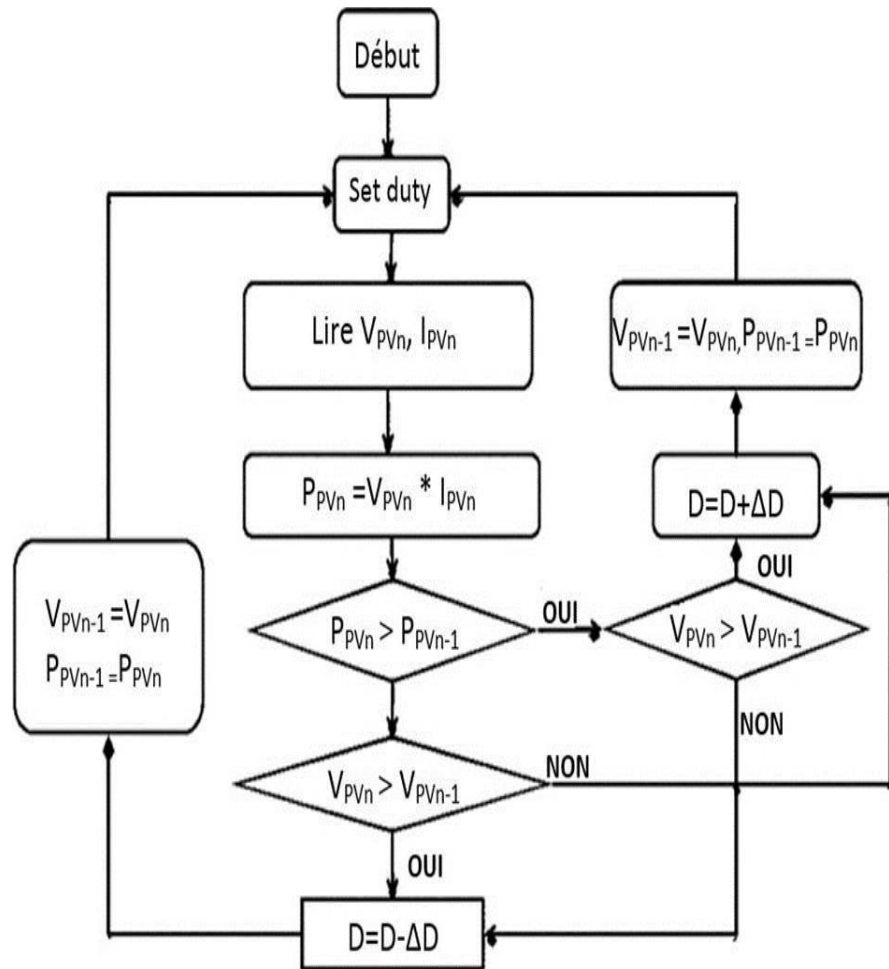 Début
Set duty
Lire V_PVn, I_PVn
V_PVn-1 =V_PVn, P_PVn-1 = P_PVn
P_PVn =V_PVn * I_PVn
D=D+ΔD
OUI
P_PVn > P_PVn-1
OUI
V_PVn > V_PVn-1
V_PVn-1 =V_PVn
P_PVn-1 =P_PVn
NON
V_PVn > V_PVn-1
NON
OUI
D=D-ΔD